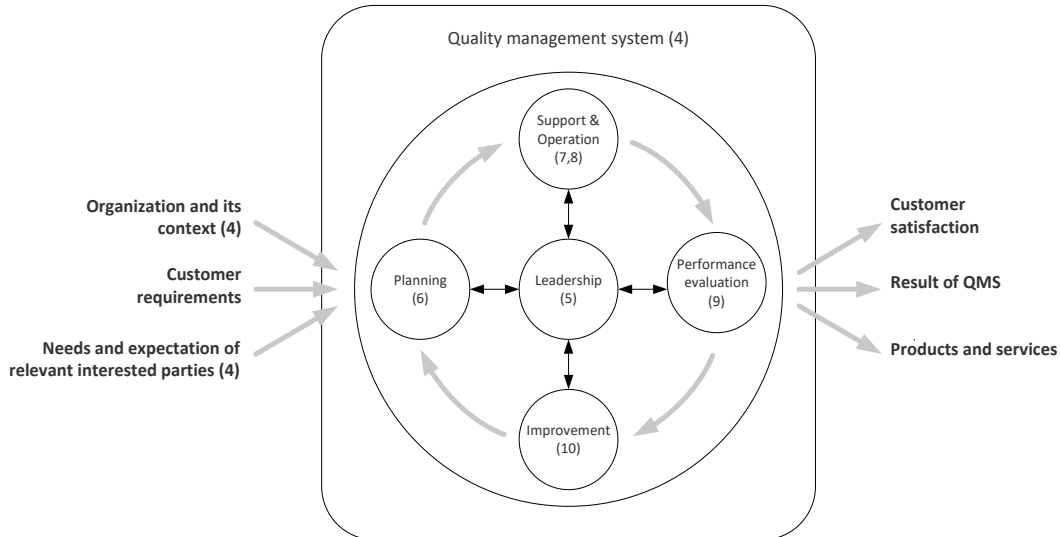 Quality management system (4)
Support &
Operation
(7,8)
Organization and its
context (4)
Customer
requirements
Needs and expectation of
relevant interested parties (4)
Planning
(6)
Leadership
(5)
Performance
evaluation
(9)
Improvement
(10)
Customer
satisfaction
Result of QMS
Products and services